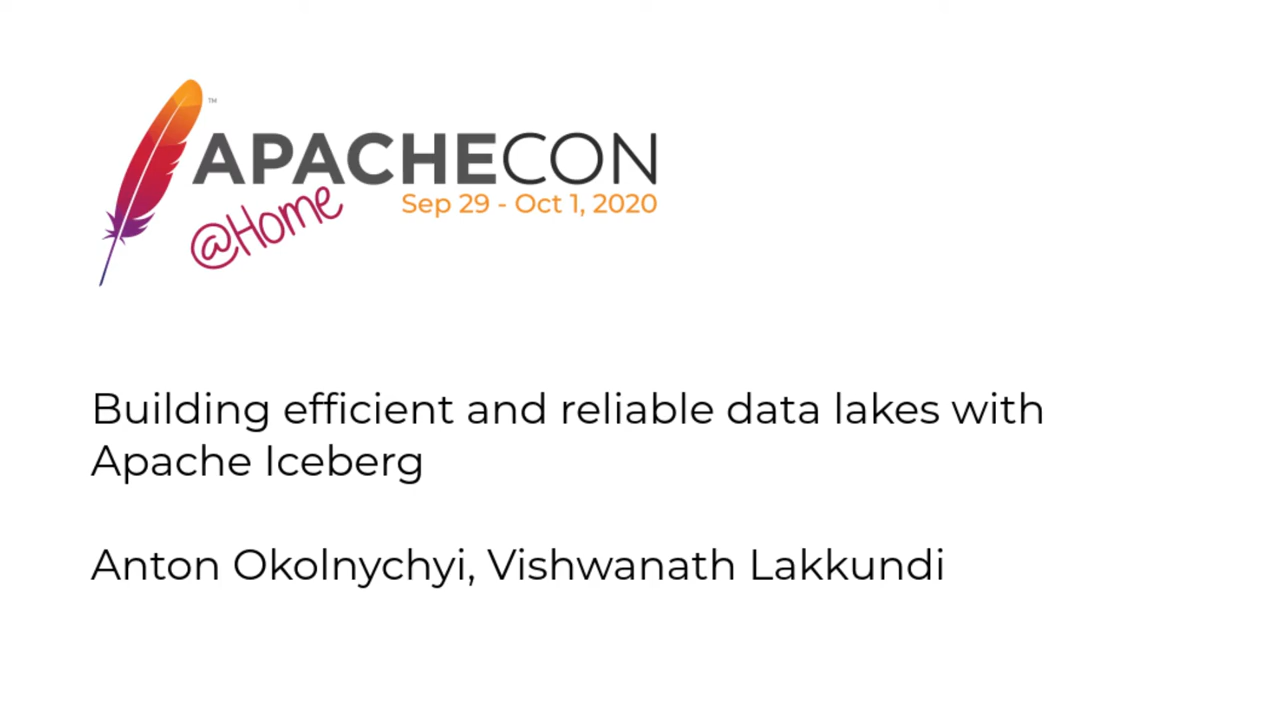 ™
APACHECON
@Home
Sep 29 - Oct 1, 2020
Building efficient and reliable data lakes with
Apache Iceberg
Anton Okolnychyi, Vishwanath Lakkundi